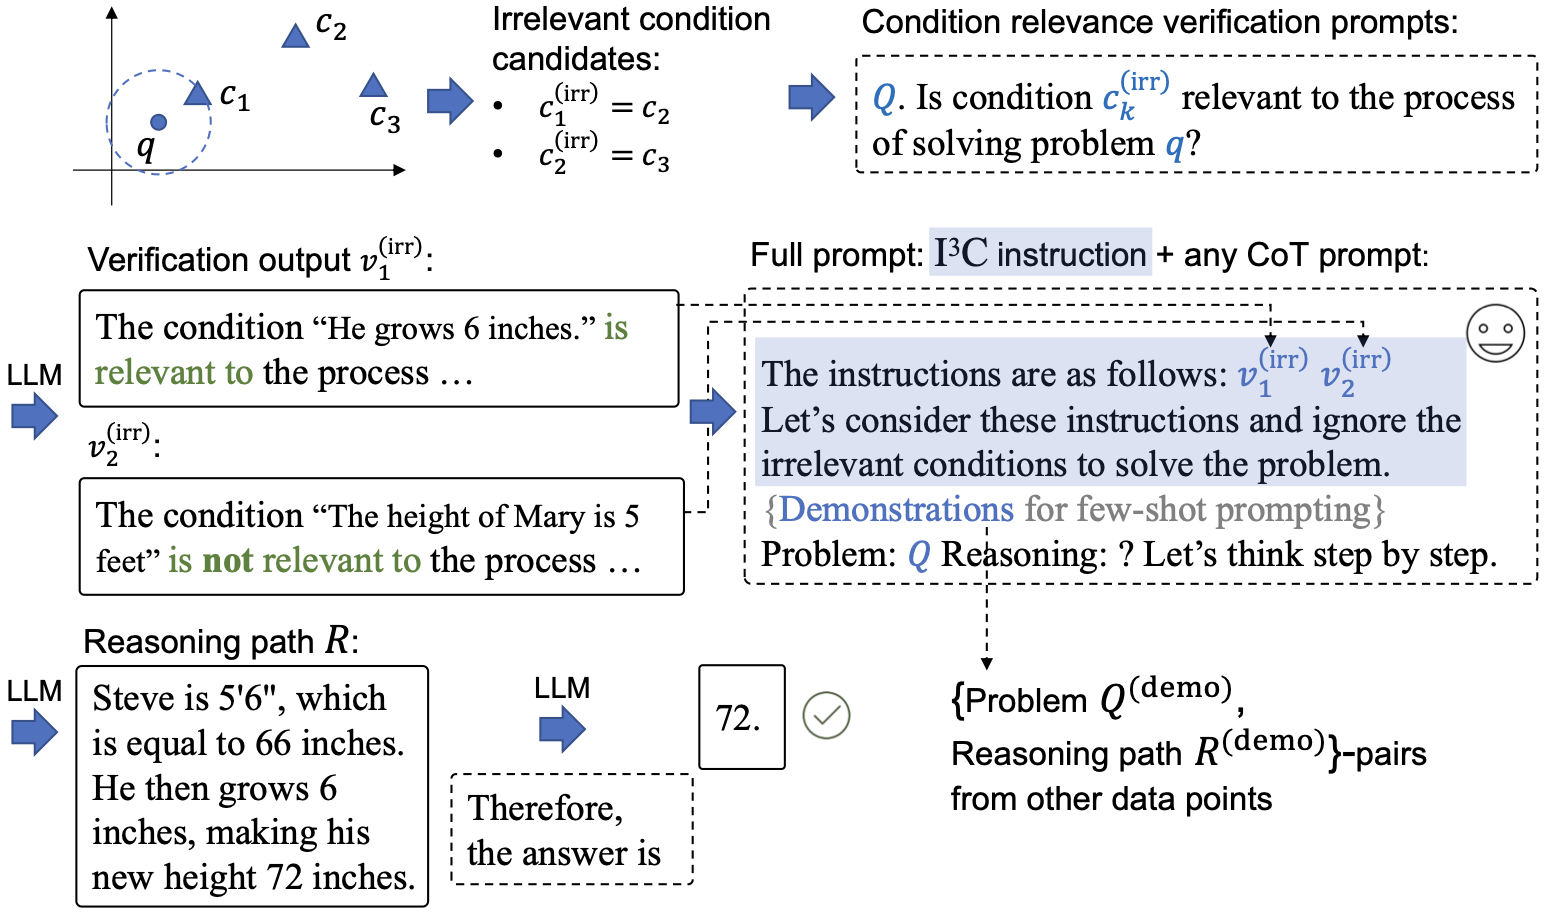 c₂
c₁
c₃
q
Irrelevant condition
candidates:
• c₁^(irr) = c₂
• c₂^(irr) = c₃
Condition relevance verification prompts:
Q. Is condition cₖ^(irr) relevant to the process
of solving problem q?
Verification output v₁^(irr):
LLM
The condition “He grows 6 inches.” is
relevant to the process …
v₂^(irr):
The condition “The height of Mary is 5
feet” is not relevant to the process …
Full prompt: I³C instruction + any CoT prompt:
The instructions are as follows: v₁^(irr) v₂^(irr)
Let’s consider these instructions and ignore the
irrelevant conditions to solve the problem.
{Demonstrations for few-shot prompting}
Problem: Q Reasoning: ? Let’s think step by step.
Reasoning path R:
LLM
Steve is 5'6", which
is equal to 66 inches.
He then grows 6
inches, making his
new height 72 inches.
LLM
Therefore,
the answer is
72.
{Problem Q^(demo),
Reasoning path R^(demo)}-pairs
from other data points